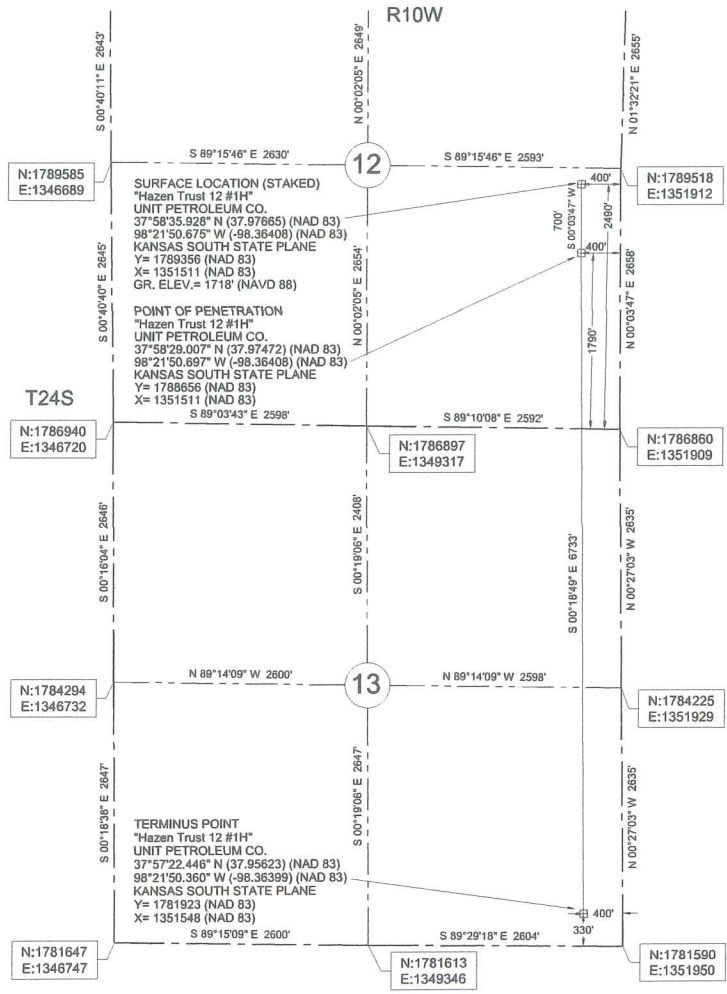 R10W
S 00°40'11" E 2643'
N 00°02'05" E 2649'
N 01°32'21" E 2655'
S 89°15'46" E 2630'
12
S 89°15'46" E 2593'
N:1789585
E:1346689
N:1789518
E:1351912
SURFACE LOCATION (STAKED)
"Hazen Trust 12 #1H"
UNIT PETROLEUM CO.
37°58'35.928" N (37.97665) (NAD 83)
98°21'50.675" W (-98.36408) (NAD 83)
KANSAS SOUTH STATE PLANE
Y= 1789356 (NAD 83)
X= 1351511 (NAD 83)
GR. ELEV.= 1718' (NAVD 88)
400'
700'
S 00°03'47" W
2490'
400'
1790'
S 00°40'40" E 2645'
N 00°02'05" E 2654'
N 00°03'47" E 2658'
POINT OF PENETRATION
"Hazen Trust 12 #1H"
UNIT PETROLEUM CO.
37°58'29.007" N (37.97472) (NAD 83)
98°21'50.697" W (-98.36408) (NAD 83)
KANSAS SOUTH STATE PLANE
Y= 1788656 (NAD 83)
X= 1351511 (NAD 83)
T24S
S 89°03'43" E 2598'
S 89°10'08" E 2592'
N:1786940
E:1346720
N:1786897
E:1349317
N:1786860
E:1351909
S 00°16'04" E 2646'
S 00°19'06" E 2408'
S 00°18'49" E 6733'
N 00°27'03" W 2635'
N 89°14'09" W 2600'
13
N 89°14'09" W 2598'
N:1784294
E:1346732
N:1784225
E:1351929
S 00°18'38" E 2647'
S 00°19'06" E 2647'
N 00°27'03" W 2635'
TERMINUS POINT
"Hazen Trust 12 #1H"
UNIT PETROLEUM CO.
37°57'22.446" N (37.95623) (NAD 83)
98°21'50.360" W (-98.36399) (NAD 83)
KANSAS SOUTH STATE PLANE
Y= 1781923 (NAD 83)
X= 1351548 (NAD 83)
400'
330'
S 89°15'09" E 2600'
S 89°29'18" E 2604'
N:1781647
E:1346747
N:1781613
E:1349346
N:1781590
E:1351950